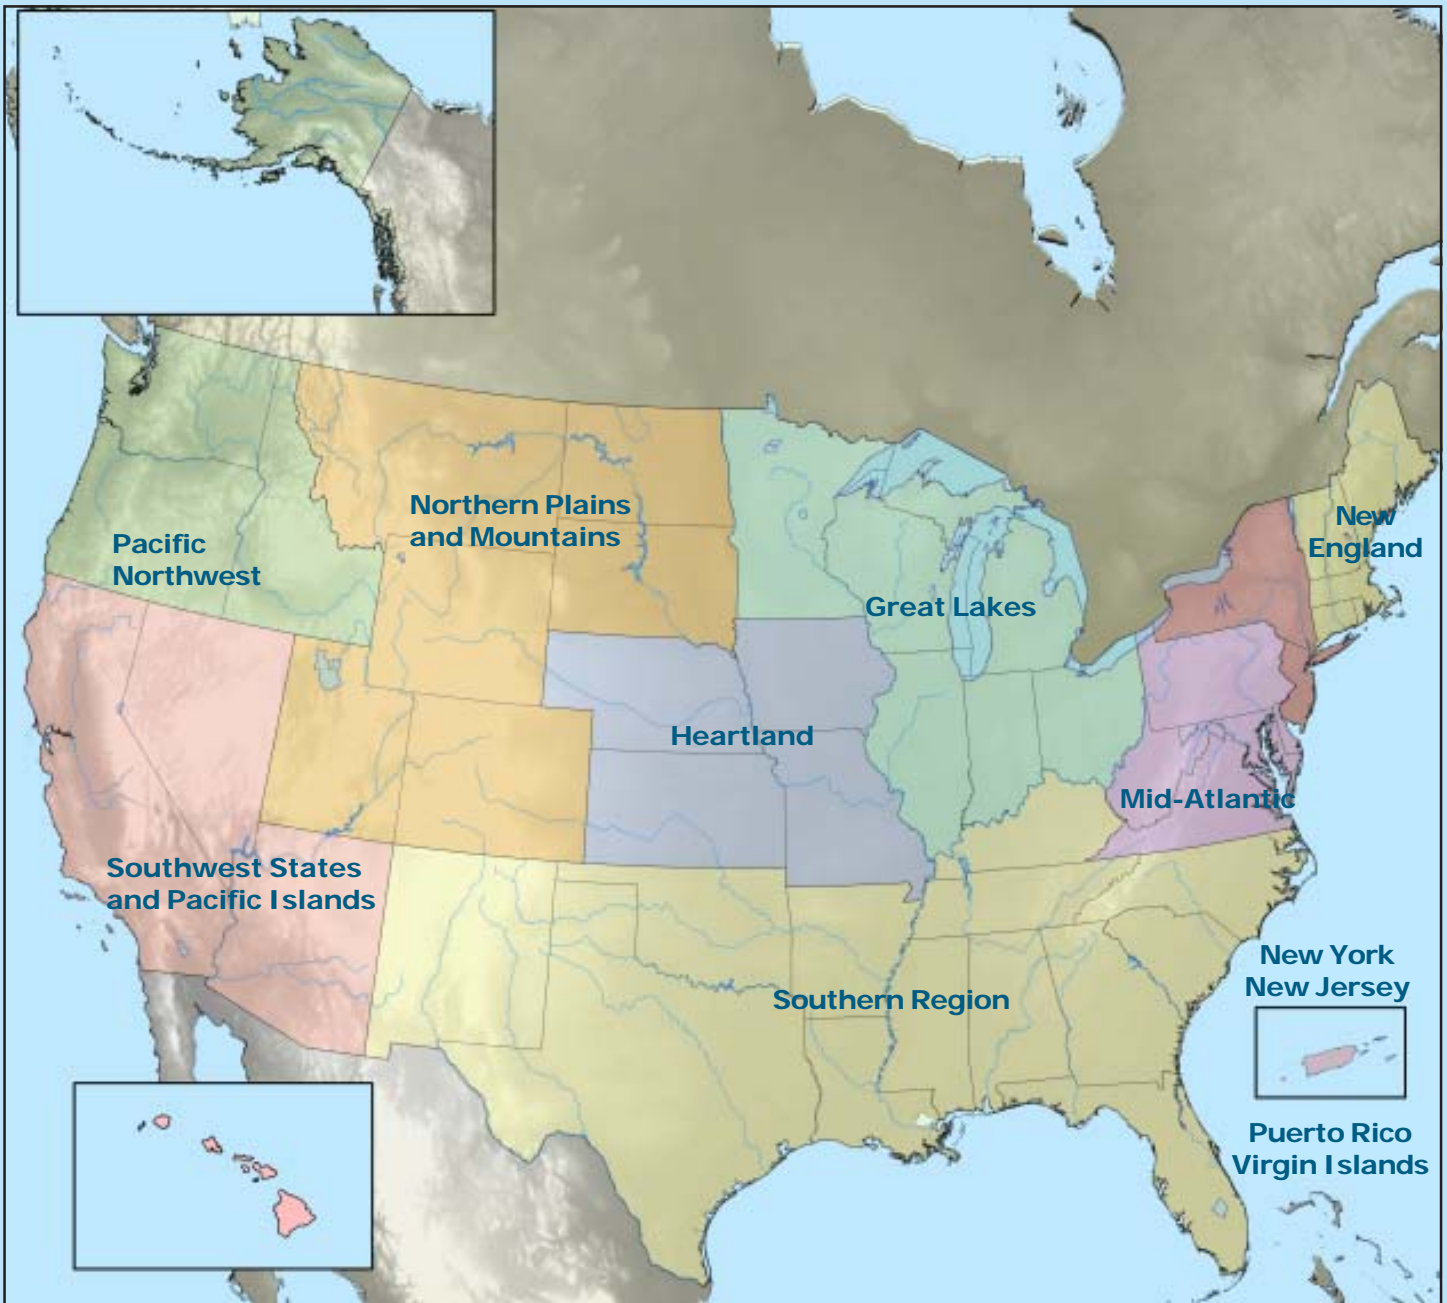 Northern Plains
and Mountains
New
England
Pacific
Northwest
Great Lakes
Heartland
Mid-Atlantic
Southwest States
and Pacific Islands
New York
New Jersey
Southern Region
Puerto Rico
Virgin Islands